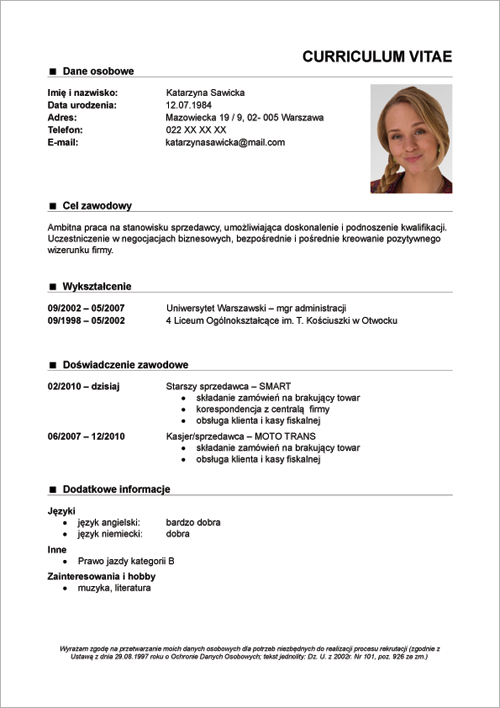 CURRICULUM VITAE
Dane osobowe
Imię i nazwisko: Katarzyna Sawicka
Data urodzenia: 12.07.1984
Adres: Mazowiecka 19 / 9, 02- 005 Warszawa
Telefon: 022 XX XX XX
E-mail: katarzynasawicka@mail.com
Cel zawodowy
Ambitna praca na stanowisku sprzedawcy, umożliwiająca doskonalenie i podnoszenie kwalifikacji.
Uczestniczenie w negocjacjach biznesowych, bezpośrednie i pośrednie kreowanie pozytywnego
wizerunku firmy.
Wykształcenie
09/2002 – 05/2007 Uniwersytet Warszawski – mgr administracji
09/1998 – 05/2002 4 Liceum Ogólnokształcące im. T. Kościuszki w Otwocku
Doświadczenie zawodowe
02/2010 – dzisiaj Starszy sprzedawca – SMART
• składanie zamówień na brakujący towar
• korespondencja z centralą firmy
• obsługa klienta i kasy fiskalnej
06/2007 – 12/2010 Kasjer/sprzedawca – MOTO TRANS
• składanie zamówień na brakujący towar
• obsługa klienta i kasy fiskalnej
Dodatkowe informacje
Języki
• język angielski: bardzo dobra
• język niemiecki: dobra
Inne
• Prawo jazdy kategorii B
Zainteresowania i hobby
• muzyka, literatura
Wyrażam zgodę na przetwarzanie moich danych osobowych dla potrzeb niezbędnych do realizacji procesu rekrutacji (zgodnie z
Ustawą z dnia 29.08.1997 roku o Ochronie Danych Osobowych; tekst jednolity: Dz. U. z 2002r. Nr 101, poz. 926 ze zm.)